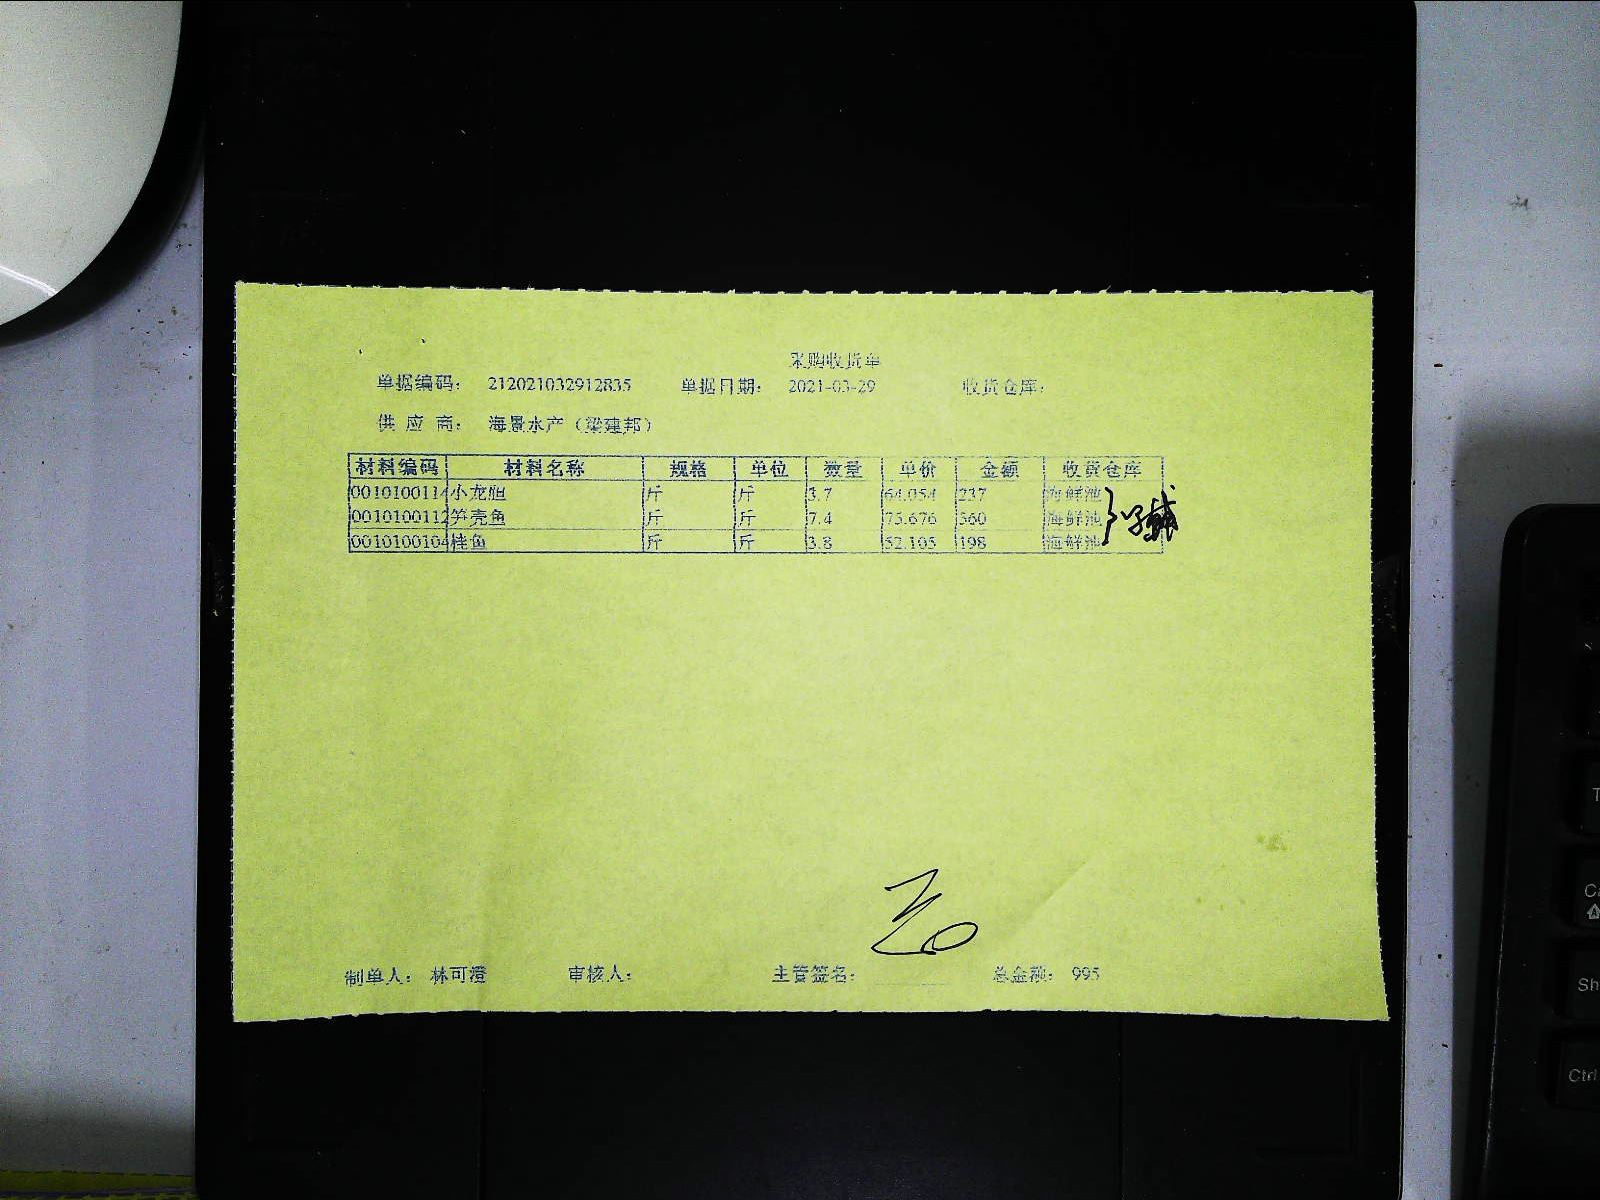 采购收货单
单据编码： 212021032912835 单据日期： 2021-03-29 收货仓库：
供 应 商： 海景水产（梁建邦）
材料编码 材料名称 规格 单位 数量 单价 金额 收货仓库
0010100114 小龙胆 斤 斤 3.7 64.054 237 海鲜池
0010100112 笋壳鱼 斤 斤 7.4 75.676 560 海鲜池
0010100104 桂鱼 斤 斤 3.8 52.105 198 海鲜池
制单人： 林可澄 审核人： 主管签名： 总金额： 995
Ctrl